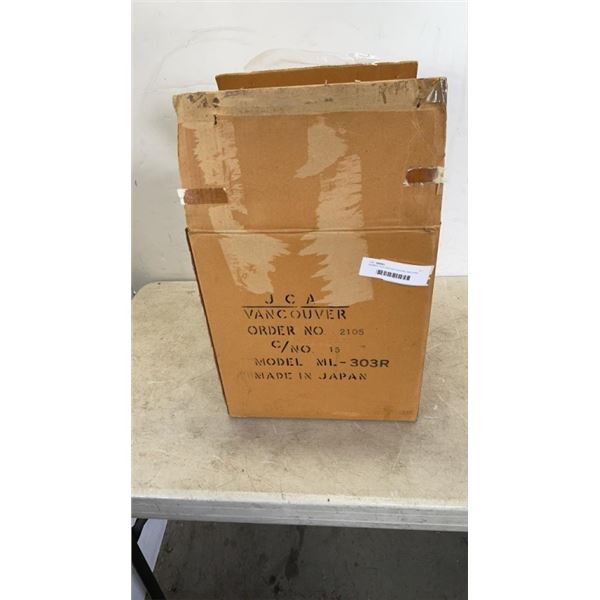 J C A
VANCOUVER
ORDER NO. 2105
C/NO. 15
MODEL ML-303R
MADE IN JAPAN